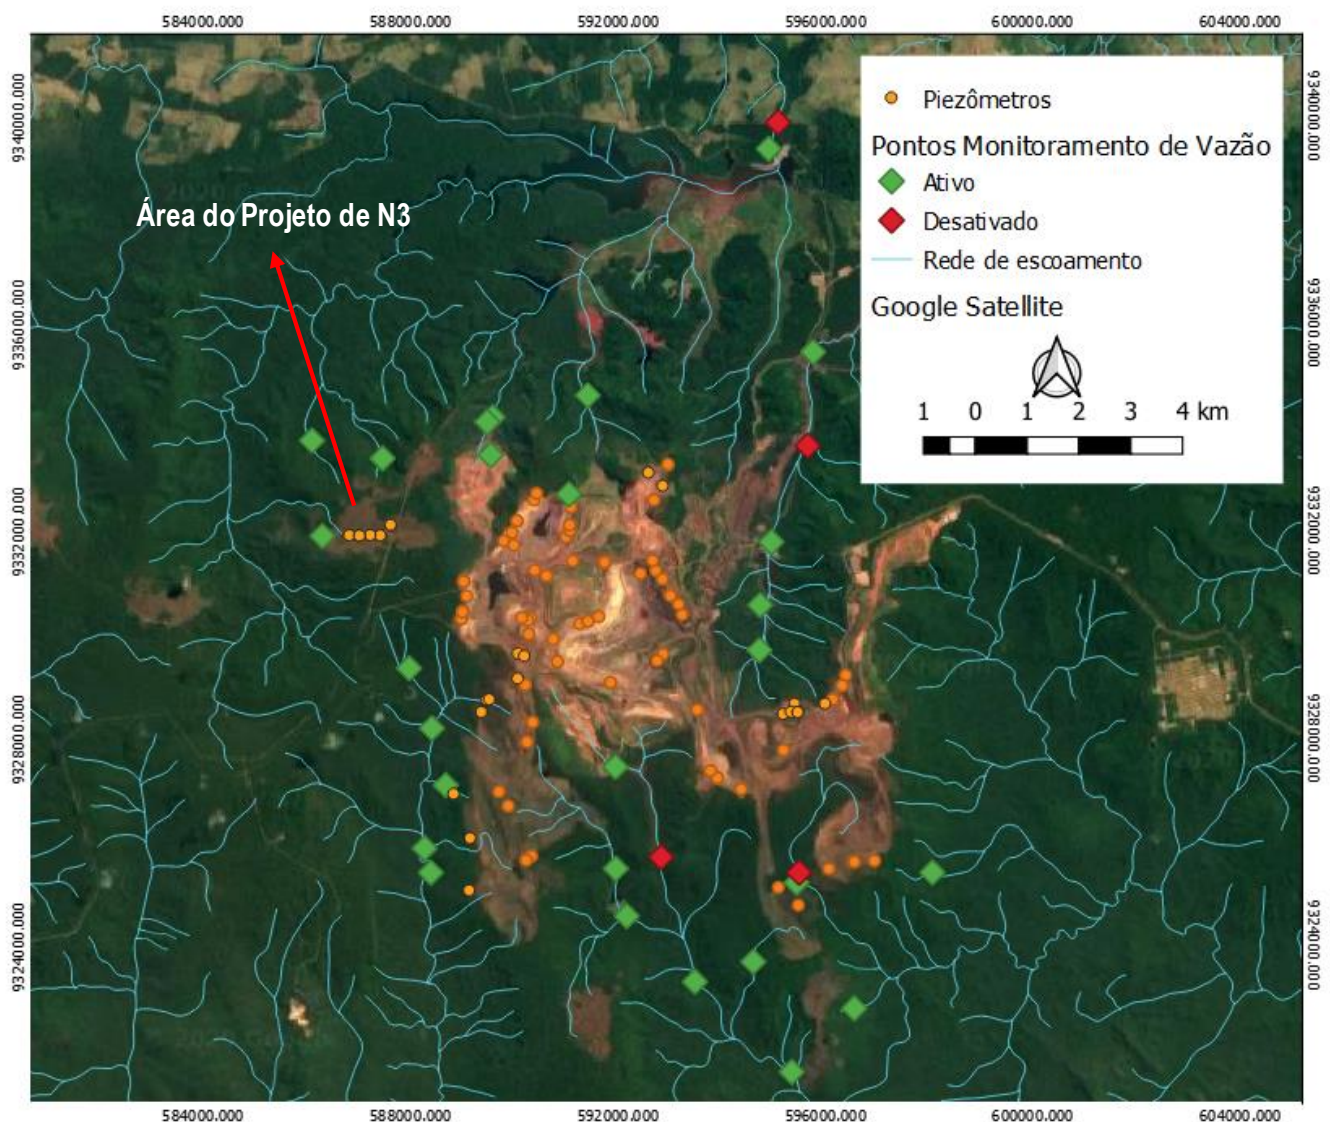 584000.000 588000.000 592000.000 596000.000 600000.000 604000.000
9334000.000
9336000.000
9332000.000
9328000.000
9324000.000
Área do Projeto de N3
Piezômetros
Pontos Monitoramento de Vazão
Ativo
Desativado
Rede de escoamento
Google Satellite
1 0 1 2 3 4 km
9334000.000
9336000.000
9332000.000
9328000.000
9324000.000
584000.000 588000.000 592000.000 596000.000 600000.000 604000.000